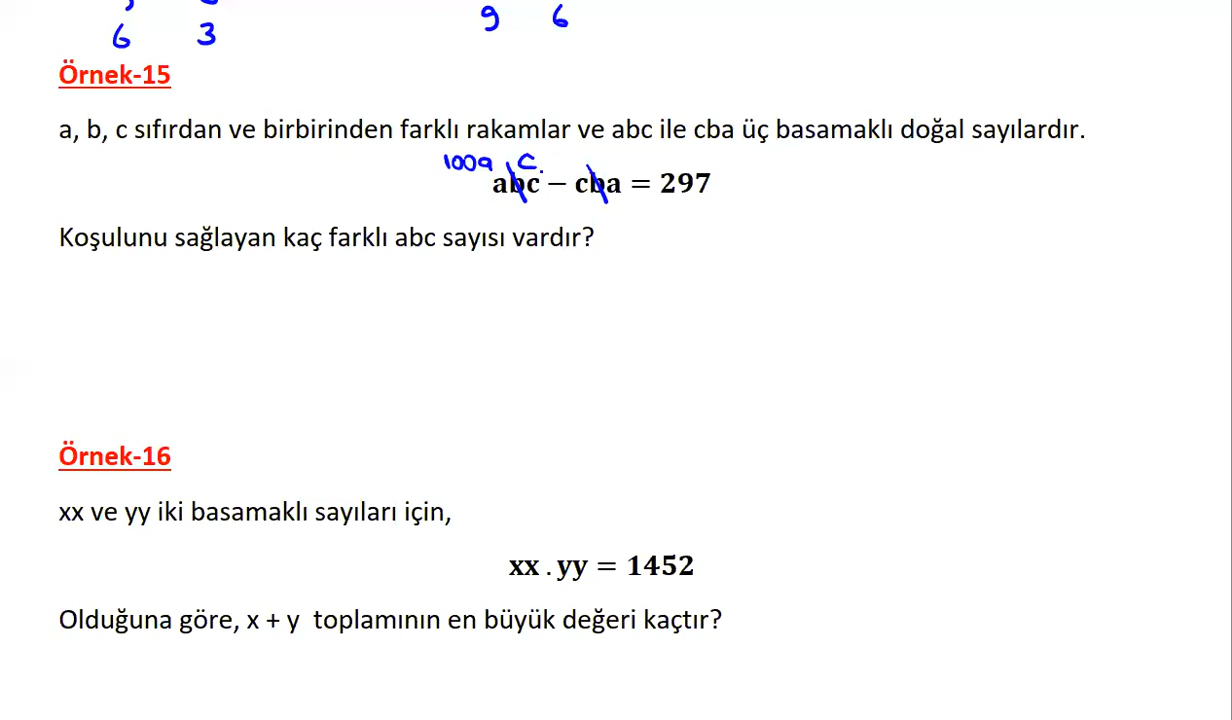 6 3 9 6
Örnek-15
a, b, c sıfırdan ve birbirinden farklı rakamlar ve abc ile cba üç basamaklı doğal sayılardır.
100a c
abc − cba = 297
Koşulunu sağlayan kaç farklı abc sayısı vardır?
Örnek-16
xx ve yy iki basamaklı sayıları için,
xx . yy = 1452
Olduğuna göre, x + y toplamının en büyük değeri kaçtır?